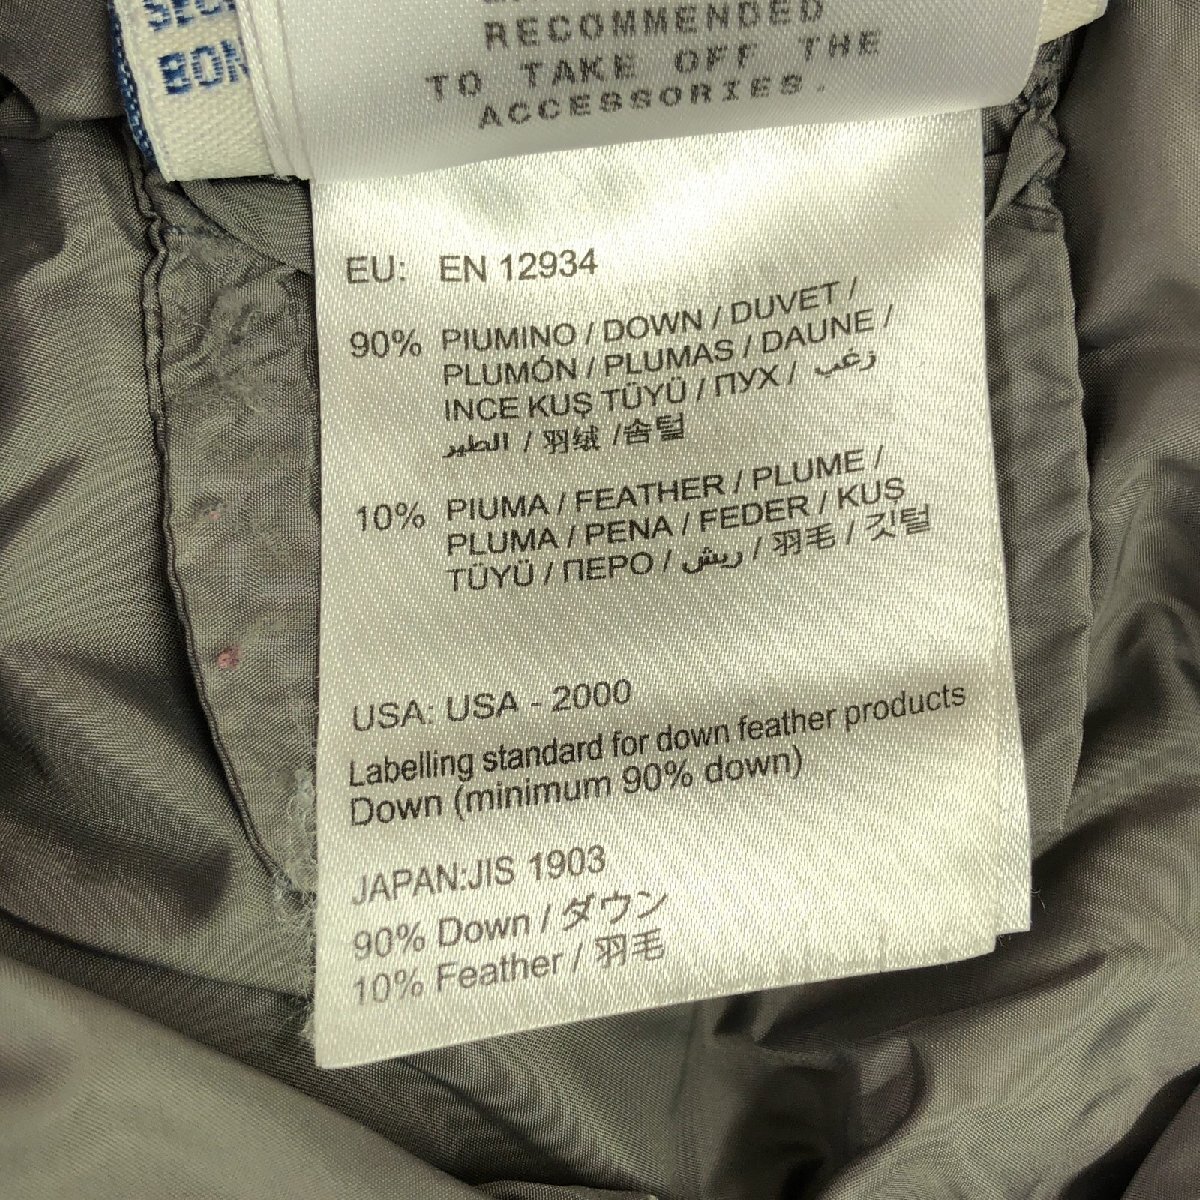 BON
RECOMMENDED
TO TAKE OFF THE
ACCESSORIES.
EU: EN 12934
90% PIUMINO / DOWN / DUVET /
PLUMÓN / PLUMAS / DAUNE /
INCE KUŞ TÜYÜ / ПУХ / زغب
الطير / 羽绒 /솜털
10% PIUMA / FEATHER / PLUME /
PLUMA / PENA / FEDER / KUŞ
TÜYÜ / ПЕРО / ريش / 羽毛 / 깃털
USA: USA - 2000
Labelling standard for down feather products
Down (minimum 90% down)
JAPAN:JIS 1903
90% Down / ダウン
10% Feather / 羽毛